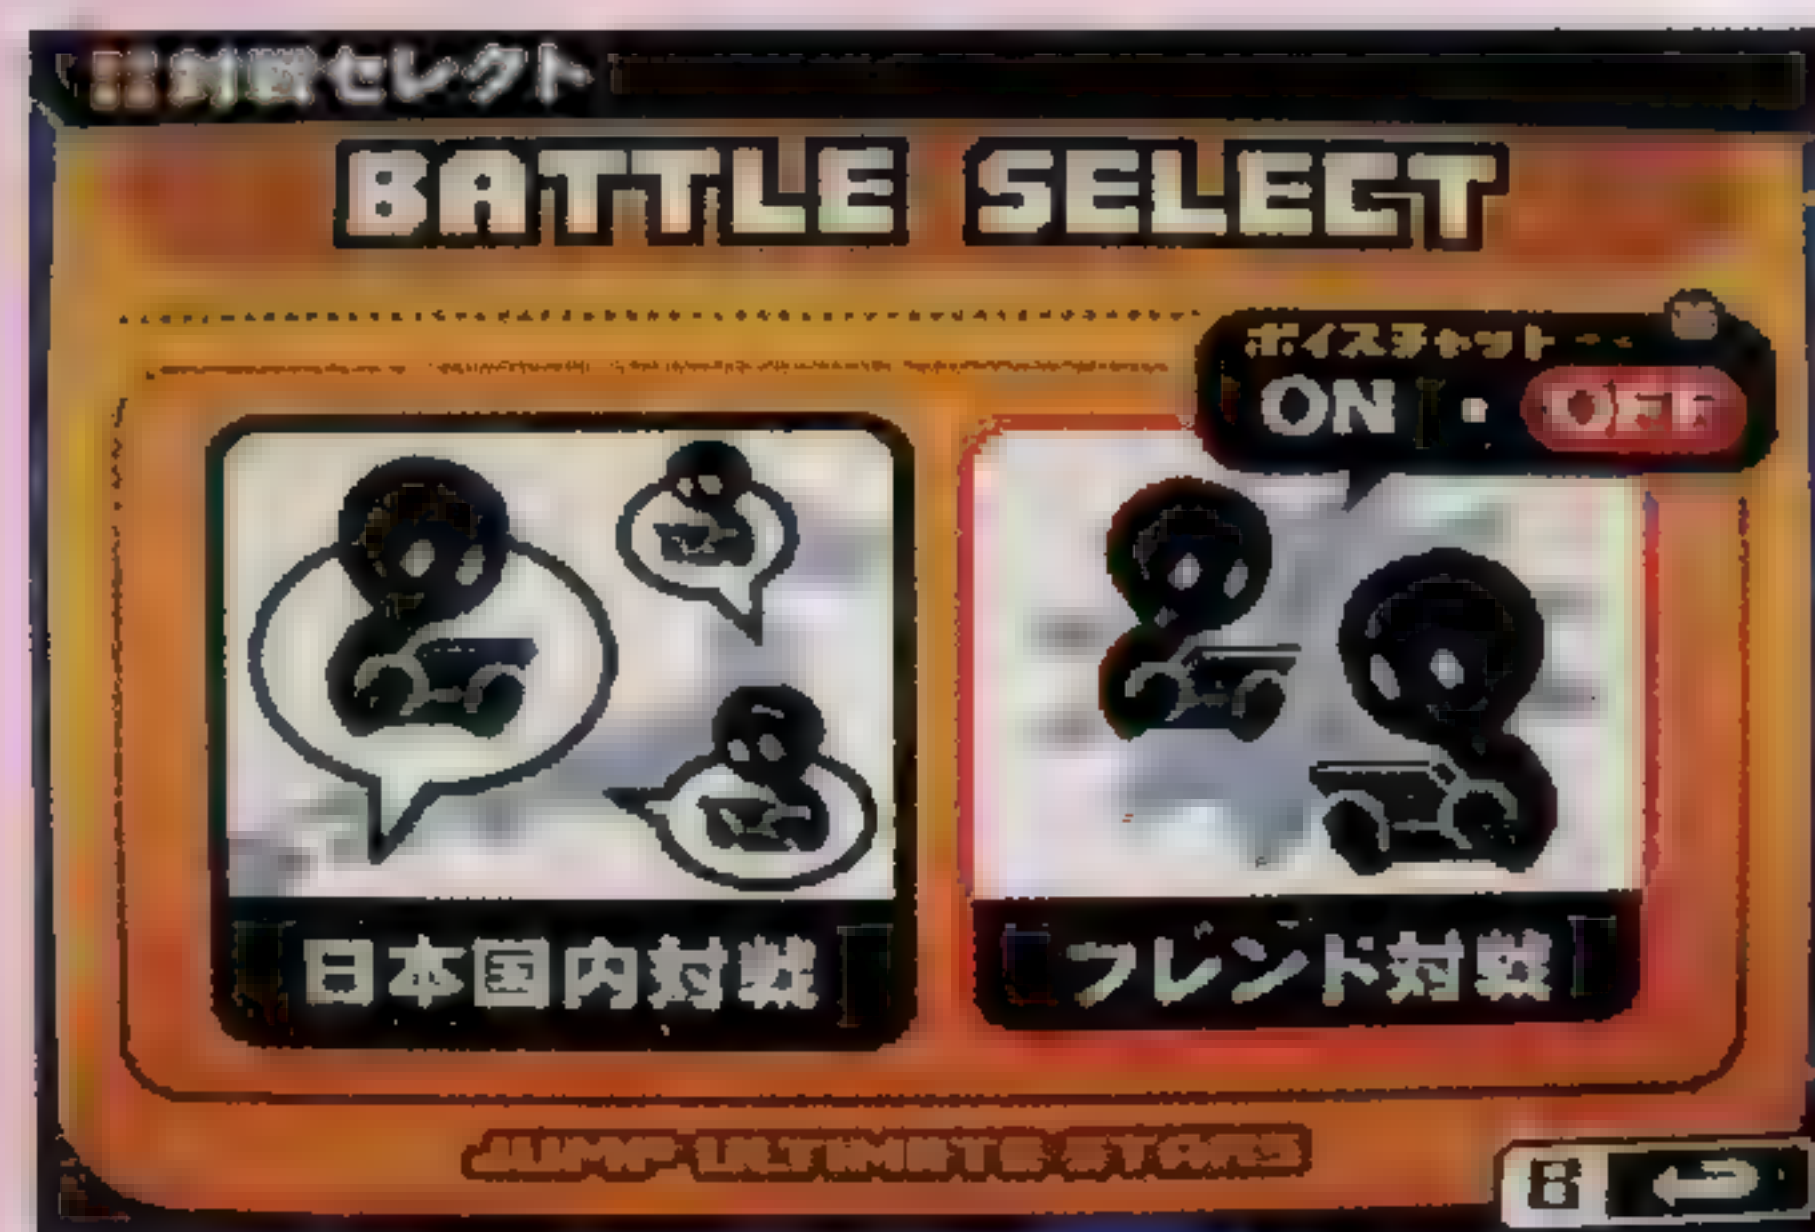 対戦セレクト
BATTLE SELECT
ボイスチャット
ON・OFF
日本国内対戦
フレンド対戦
JUMP ULTIMATE STARS
B